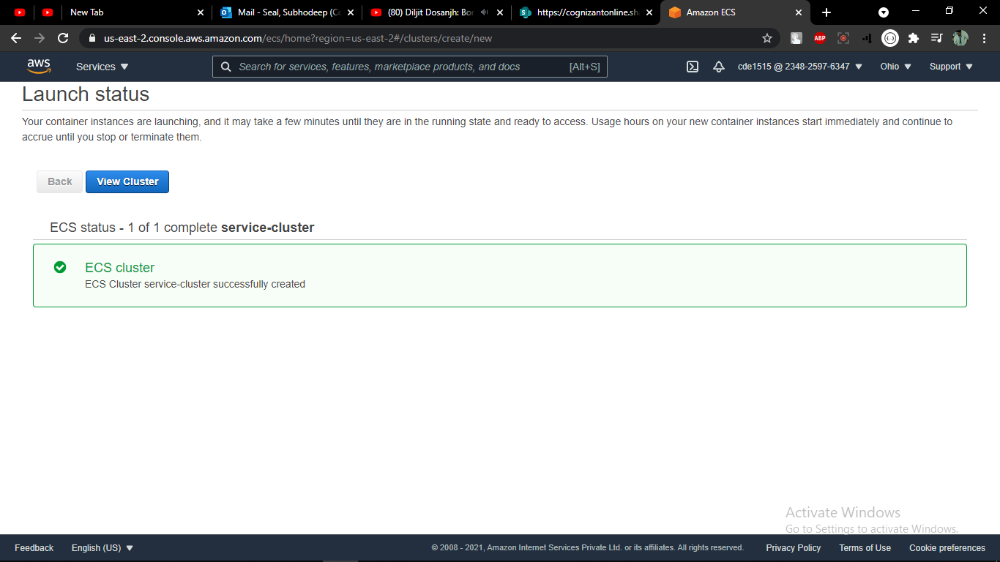 New Tab
Mail - Seal, Subhodeep (Co
(80) Diljit Dosanjh: Bor
https://cognizantonline.sh
Amazon ECS
us-east-2.console.aws.amazon.com/ecs/home?region=us-east-2#/clusters/create/new
ABP
aws
Services
Search for services, features, marketplace products, and docs
[Alt+S]
cde1515 @ 2348-2597-6347
Ohio
Support
Launch status
Your container instances are launching, and it may take a few minutes until they are in the running state and ready to access. Usage hours on your new container instances start immediately and continue to
accrue until you stop or terminate them.
Back
View Cluster
ECS status - 1 of 1 complete service-cluster
ECS cluster
ECS Cluster service-cluster successfully created
Activate Windows
Go to Settings to activate Windows.
Feedback
English (US)
© 2008 - 2021, Amazon Internet Services Private Ltd. or its affiliates. All rights reserved.
Privacy Policy
Terms of Use
Cookie preferences